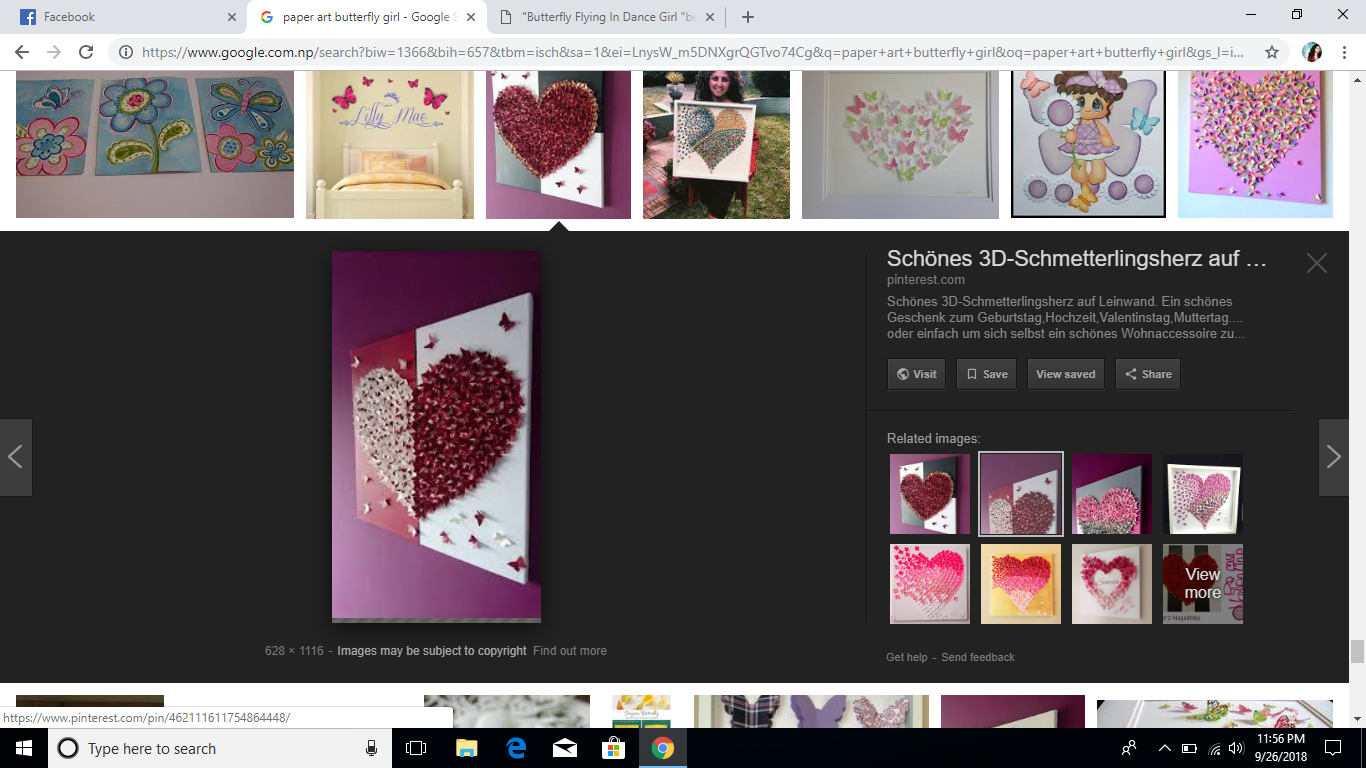 Facebook
paper art butterfly girl - Google S
"Butterfly Flying In Dance Girl "be
https://www.google.com.np/search?biw=1366&bih=657&tbm=isch&sa=1&ei=LnysW_m5DNXgrQGTvo74Cg&q=paper+art+butterfly+girl&oq=paper+art+butterfly+girl&gs_l=i...
Lilly Mae
Schönes 3D-Schmetterlingsherz auf ...
pinterest.com
Schönes 3D-Schmetterlingsherz auf Leinwand. Ein schönes
Geschenk zum Geburtstag,Hochzeit,Valentinstag,Muttertag....
oder einfach um sich selbst ein schönes Wohnaccessoire zu...
Visit
Save
View saved
Share
Related images:
View
more
628 × 1116 - Images may be subject to copyright Find out more
Get help - Send feedback
https://www.pinterest.com/pin/462111611754864448/
Type here to search
11:56 PM
9/26/2018